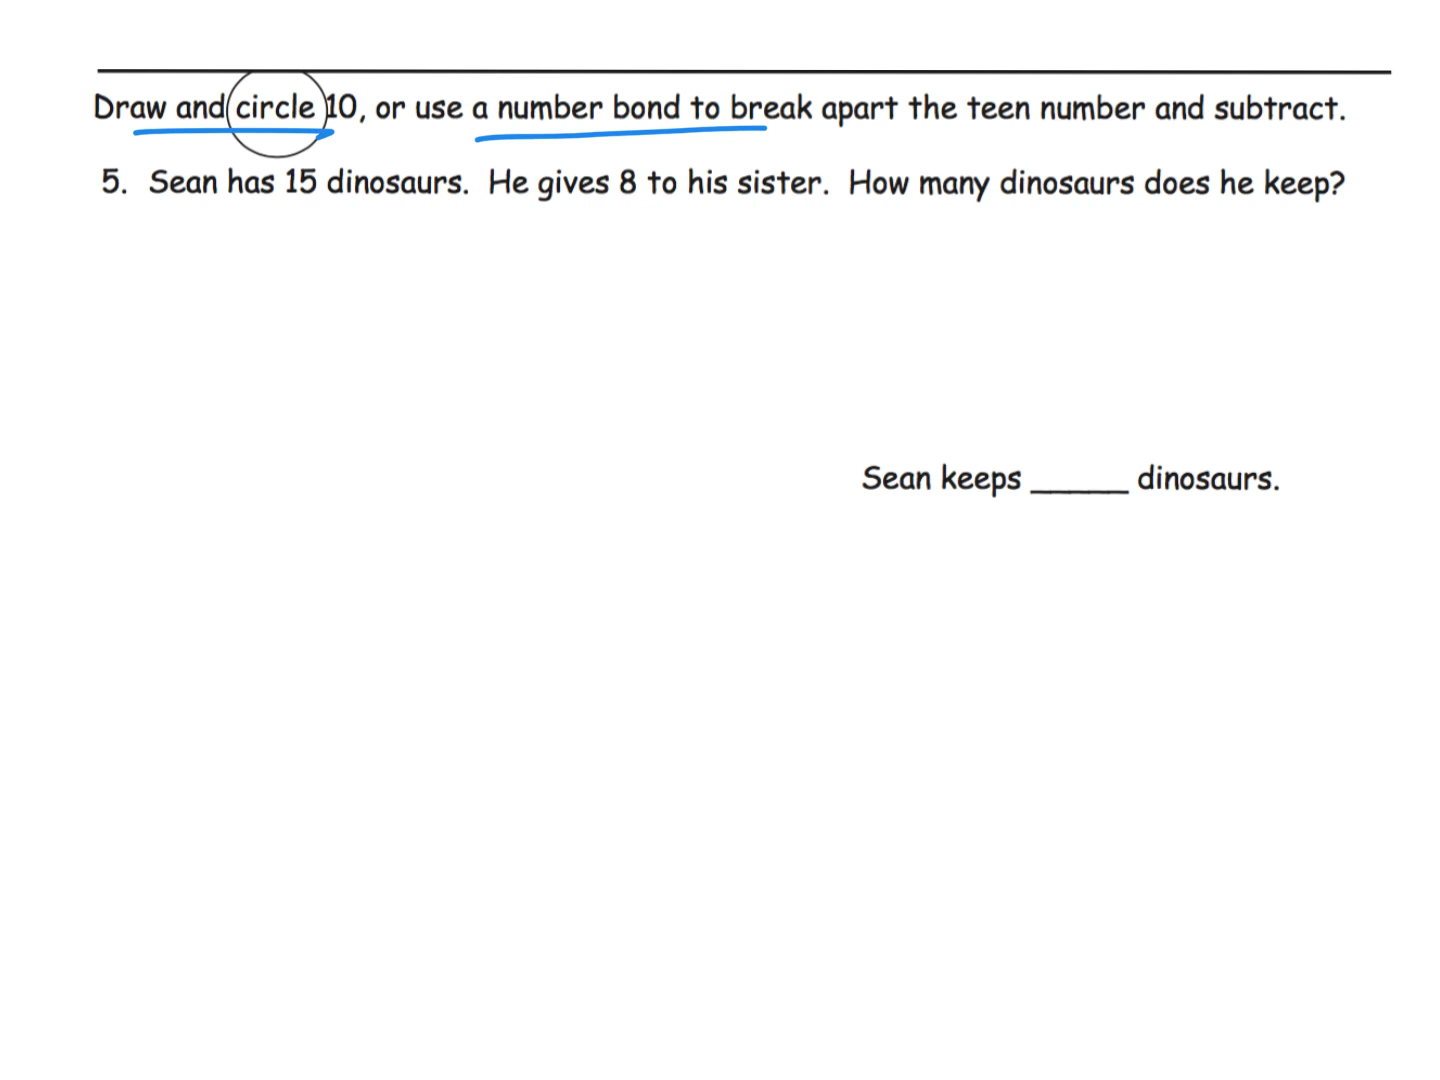 Draw and circle 10, or use a number bond to break apart the teen number and subtract.
5. Sean has 15 dinosaurs. He gives 8 to his sister. How many dinosaurs does he keep?
Sean keeps ______ dinosaurs.